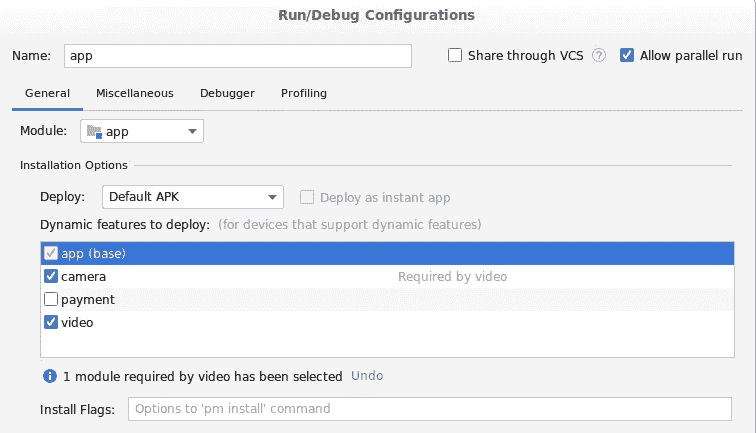 Run/Debug Configurations
Name: app Share through VCS ? Allow parallel run
General Miscellaneous Debugger Profiling
Module: app
Installation Options
Deploy: Default APK Deploy as instant app
Dynamic features to deploy: (for devices that support dynamic features)
app (base)
camera Required by video
payment
video
1 module required by video has been selected Undo
Install Flags: Options to 'pm install' command